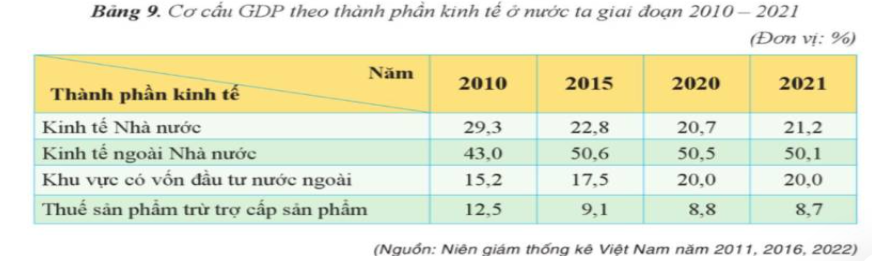 Bảng 9. Cơ cấu GDP theo thành phần kinh tế ở nước ta giai đoạn 2010 – 2021
(Đơn vị: %)
Năm
Thành phần kinh tế 2010 2015 2020 2021
Kinh tế Nhà nước 29,3 22,8 20,7 21,2
Kinh tế ngoài Nhà nước 43,0 50,6 50,5 50,1
Khu vực có vốn đầu tư nước ngoài 15,2 17,5 20,0 20,0
Thuế sản phẩm trừ trợ cấp sản phẩm 12,5 9,1 8,8 8,7
(Nguồn: Niên giám thống kê Việt Nam năm 2011, 2016, 2022)